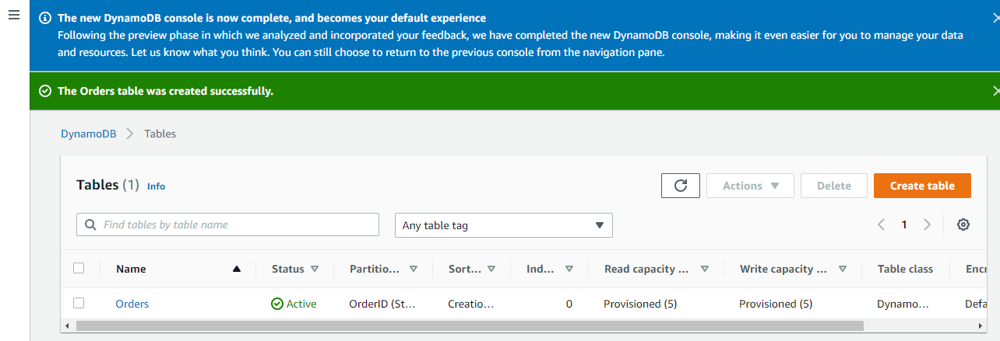 The new DynamoDB console is now complete, and becomes your default experience
Following the preview phase in which we analyzed and incorporated your feedback, we have completed the new DynamoDB console, making it even easier for you to manage your data
and resources. Let us know what you think. You can still choose to return to the previous console from the navigation pane.
The Orders table was created successfully.
DynamoDB > Tables
Tables (1) Info
Actions
Delete
Create table
Find tables by table name
Any table tag
1
Name Status Partitio... Sort... Ind... Read capacity ... Write capacity ... Table class Encr
Orders Active OrderID (St... Creatio... 0 Provisioned (5) Provisioned (5) Dynamo... Defa